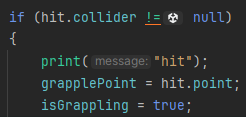 if (hit.collider != null)
{
print(message:"hit");
grapplePoint = hit.point;
isGrappling = true;